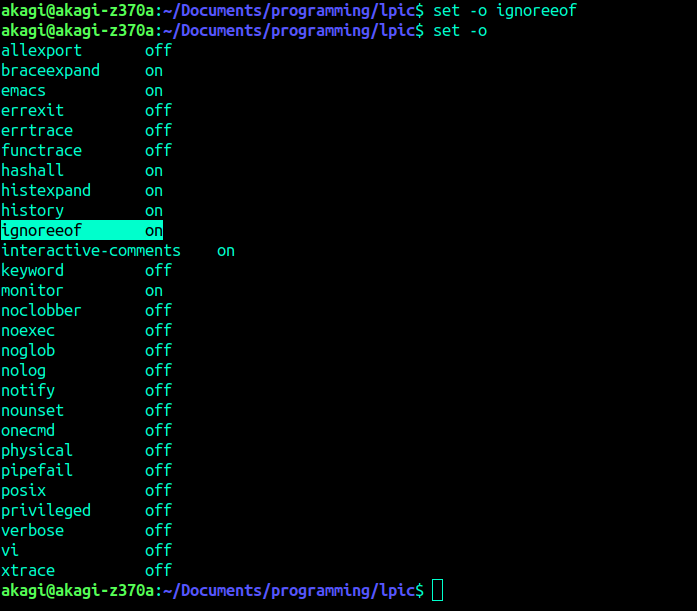 akagi@akagi-z370a:~/Documents/programming/lpic$ set -o ignoreeof
akagi@akagi-z370a:~/Documents/programming/lpic$ set -o
allexport       off
braceexpand     on
emacs           on
errexit         off
errtrace        off
functrace       off
hashall         on
histexpand      on
history         on
ignoreeof       on
interactive-comments    on
keyword         off
monitor         on
noclobber       off
noexec          off
noglob          off
nolog           off
notify          off
nounset         off
onecmd          off
physical        off
pipefail        off
posix           off
privileged      off
verbose         off
vi              off
xtrace          off
akagi@akagi-z370a:~/Documents/programming/lpic$